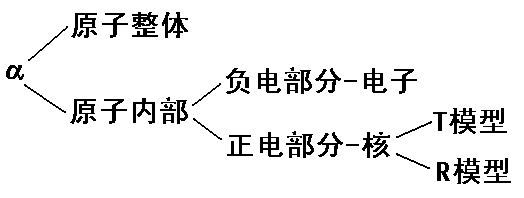 原子整体
α
原子内部
负电部分-电子
正电部分-核
T模型
R模型